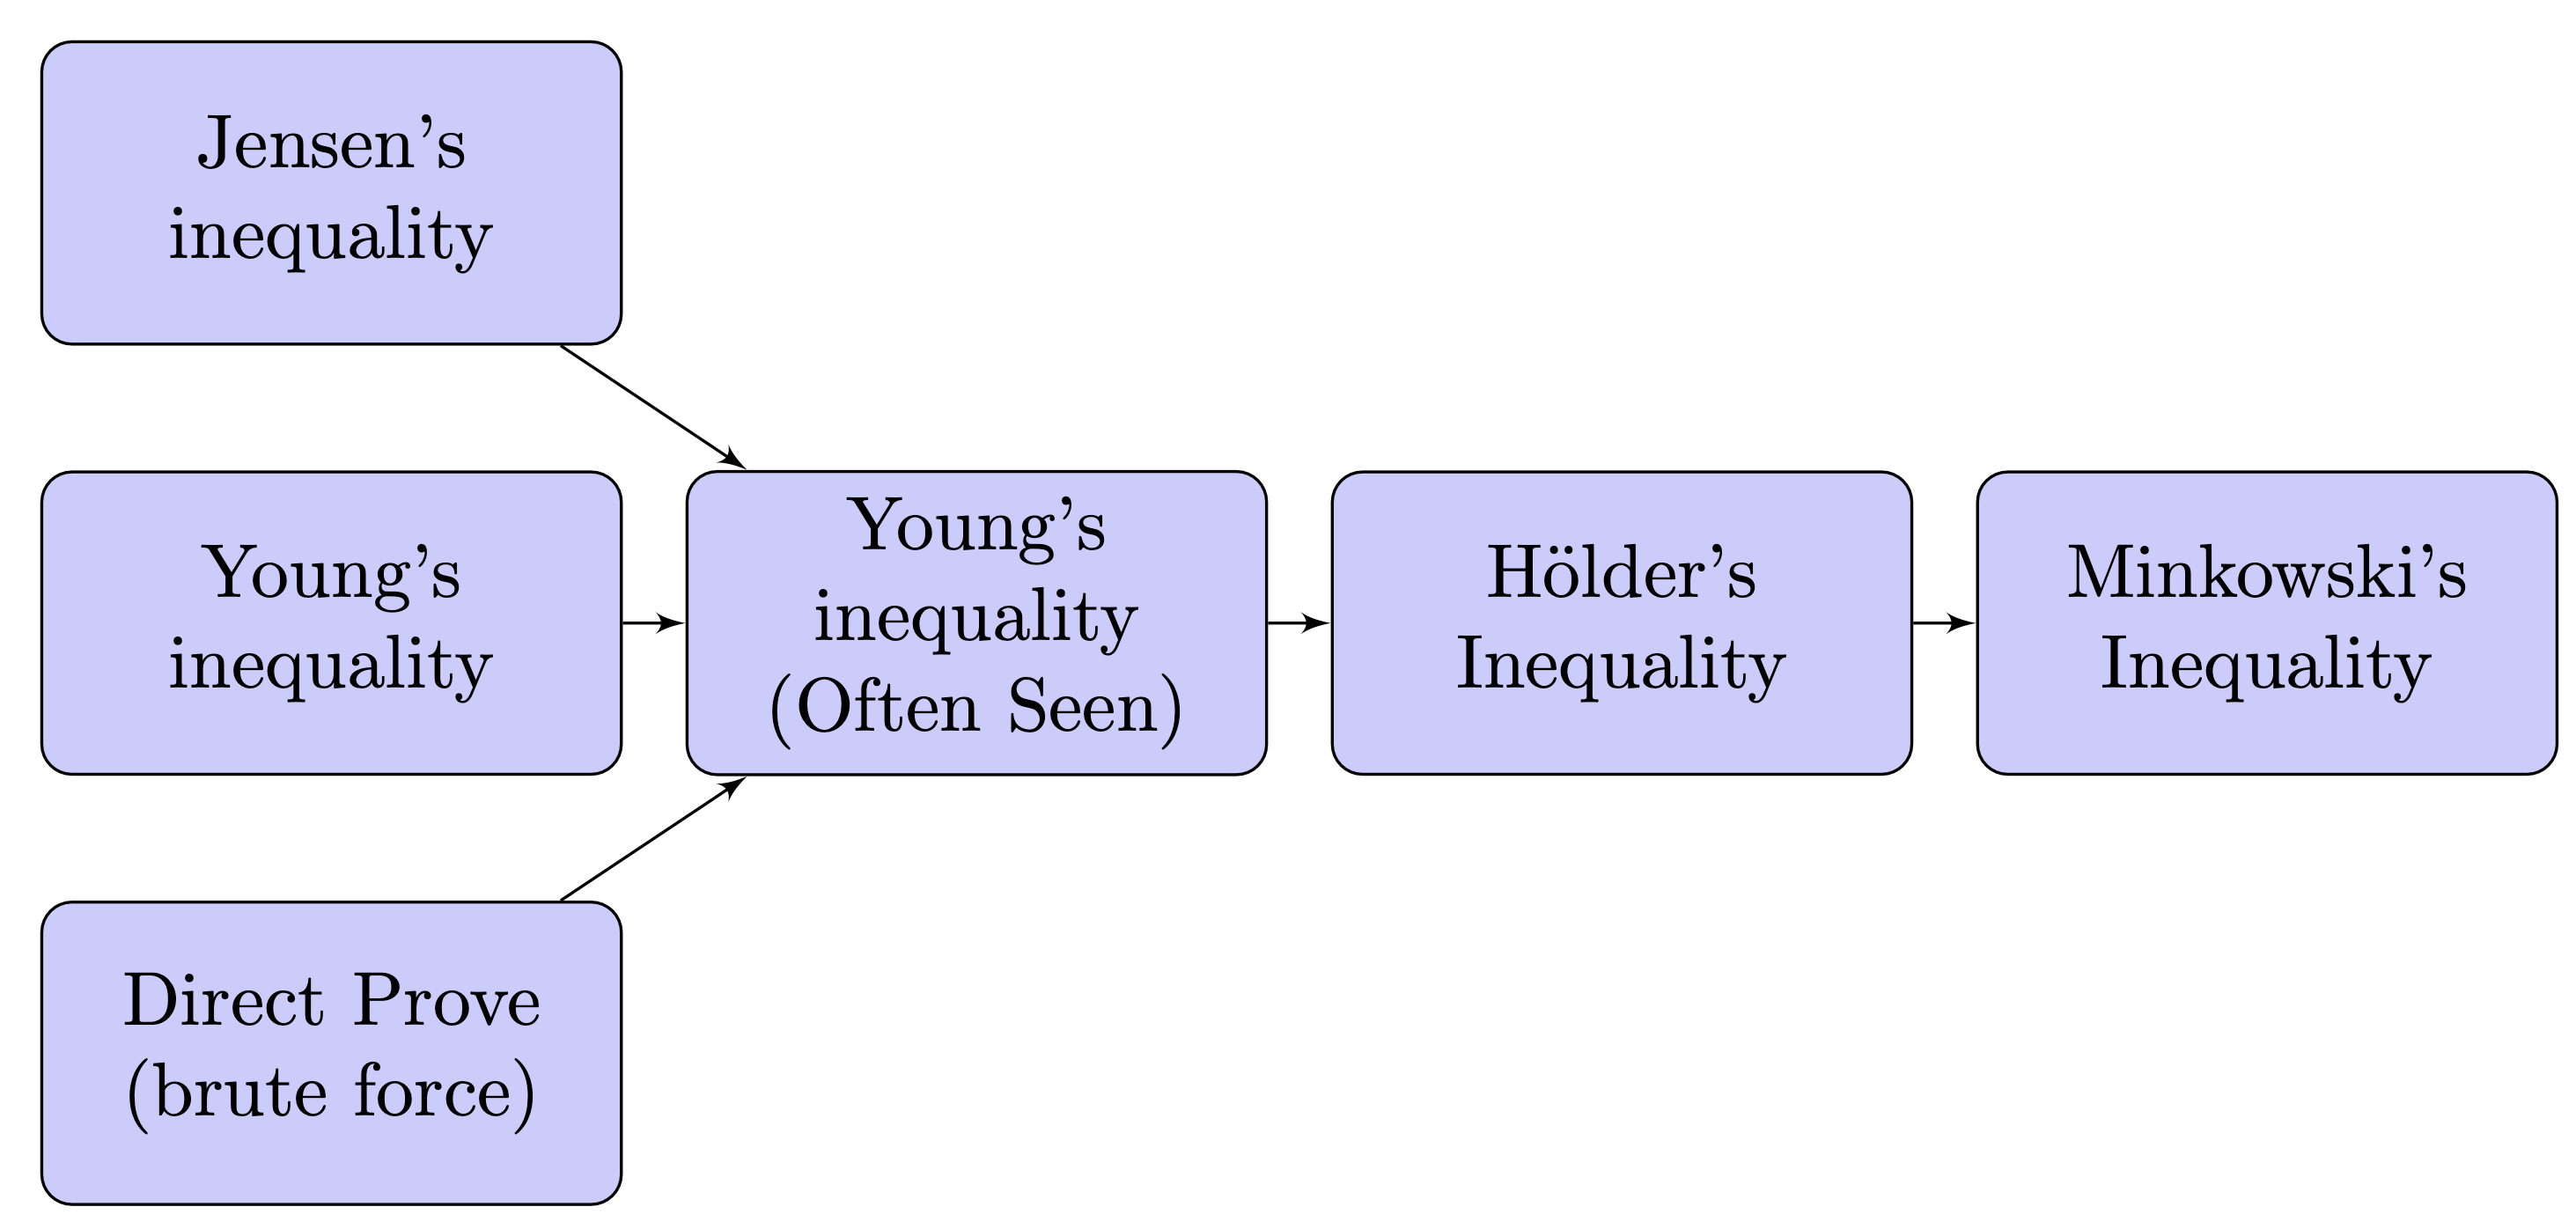 Jensen's
inequality
Young's
inequality
Young's
inequality
(Often Seen)
Hölder's
Inequality
Minkowski's
Inequality
Direct Prove
(brute force)